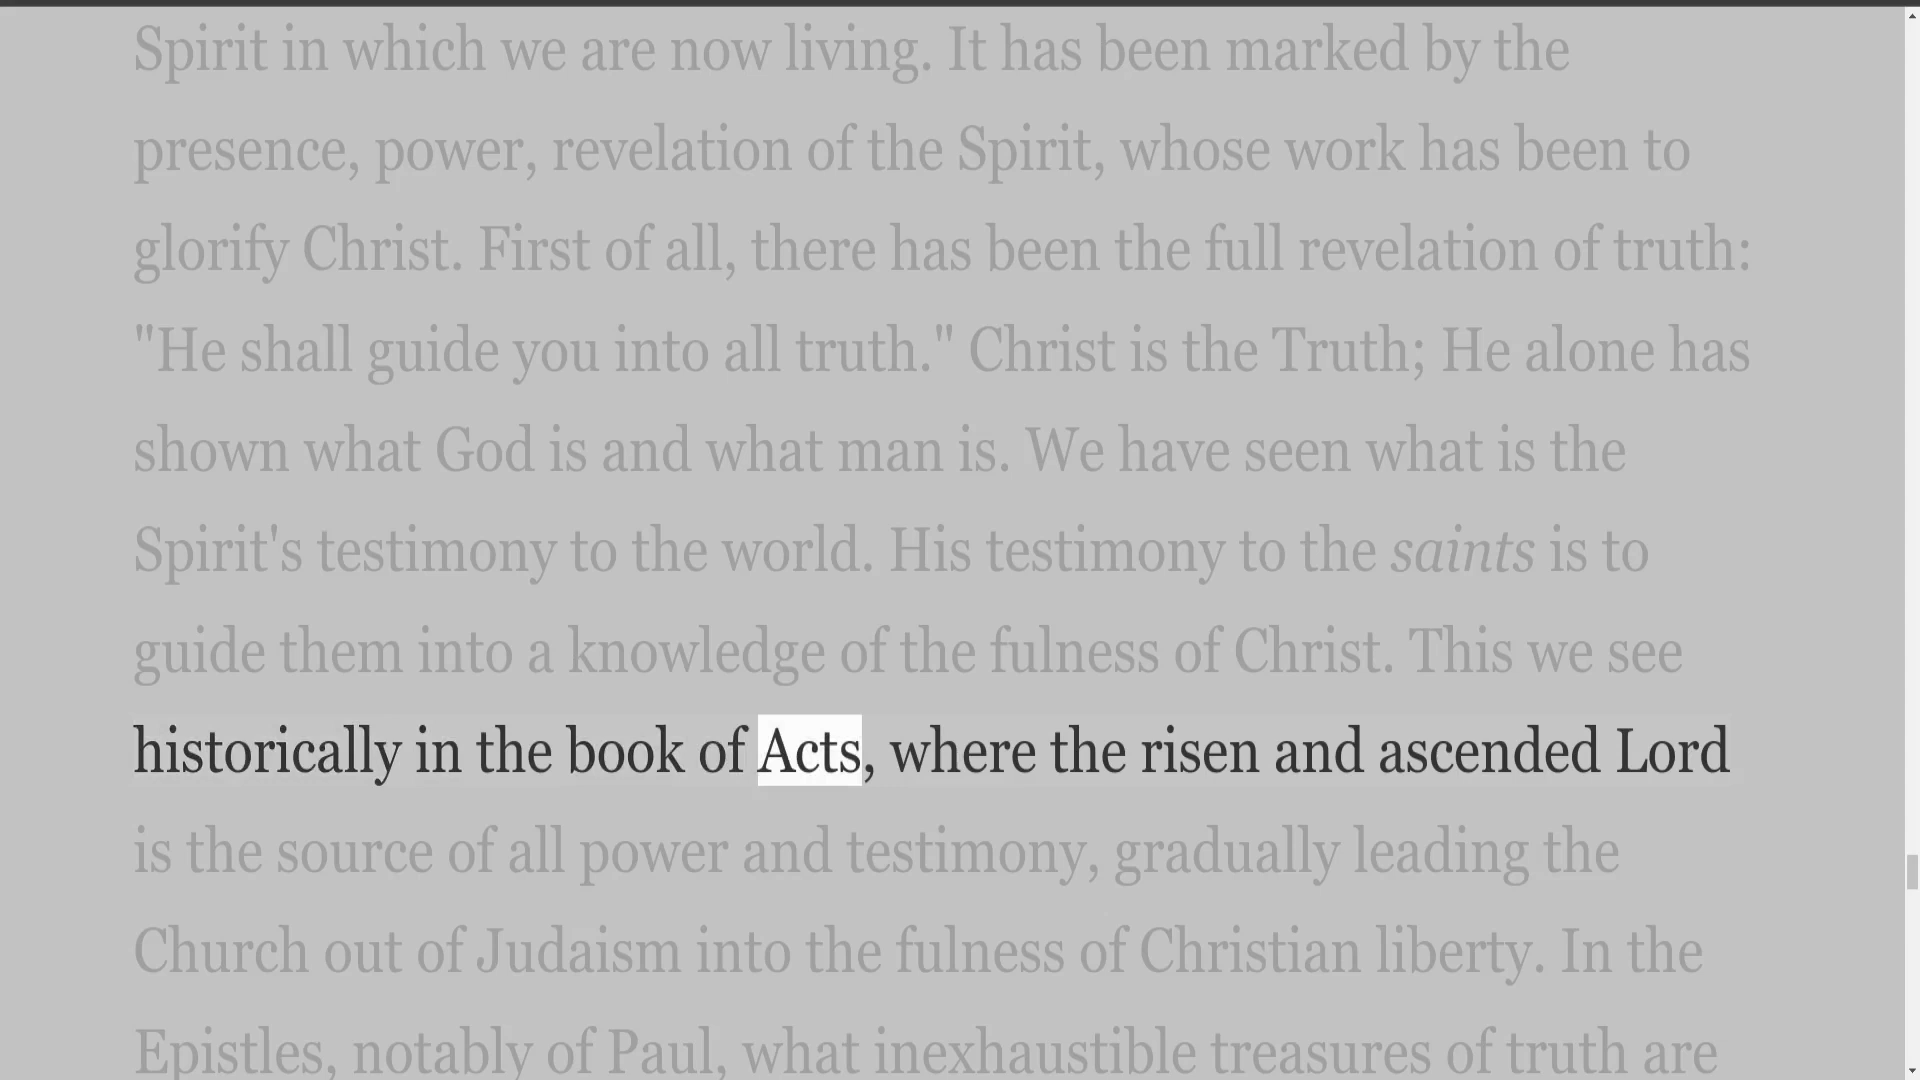 Spirit in which we are now living. It has been marked by the
presence, power, revelation of the Spirit, whose work has been to
glorify Christ. First of all, there has been the full revelation of truth:
"He shall guide you into all truth." Christ is the Truth; He alone has
shown what God is and what man is. We have seen what is the
Spirit's testimony to the world. His testimony to the saints is to
guide them into a knowledge of the fulness of Christ. This we see
historically in the book of Acts, where the risen and ascended Lord
is the source of all power and testimony, gradually leading the
Church out of Judaism into the fulness of Christian liberty. In the
Epistles, notably of Paul, what inexhaustible treasures of truth are